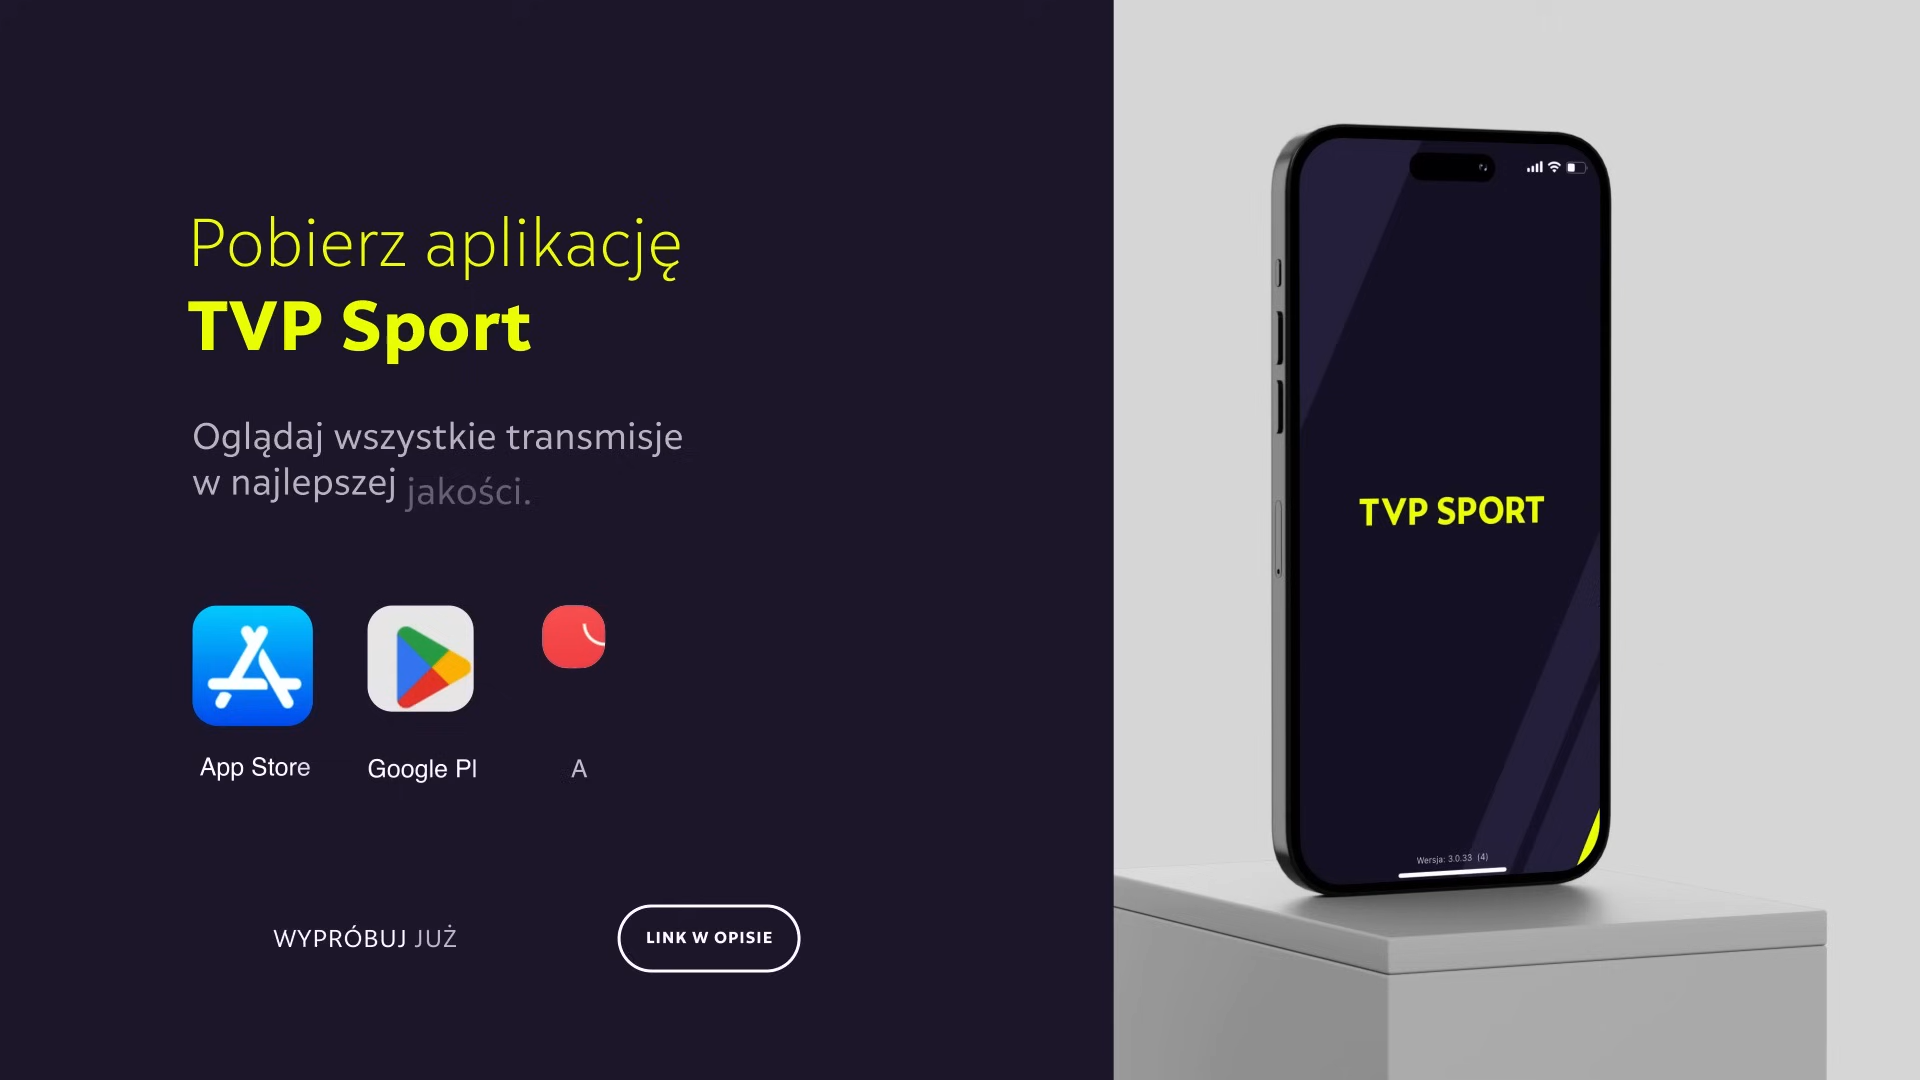 Pobierz aplikację
TVP Sport
Oglądaj wszystkie transmisje
w najlepszej jakości.
App Store
Google Pl
A
WYPRÓBUJ JUŻ
LINK W OPISIE
TVP SPORT
Wersja: 3.0.33 (4)